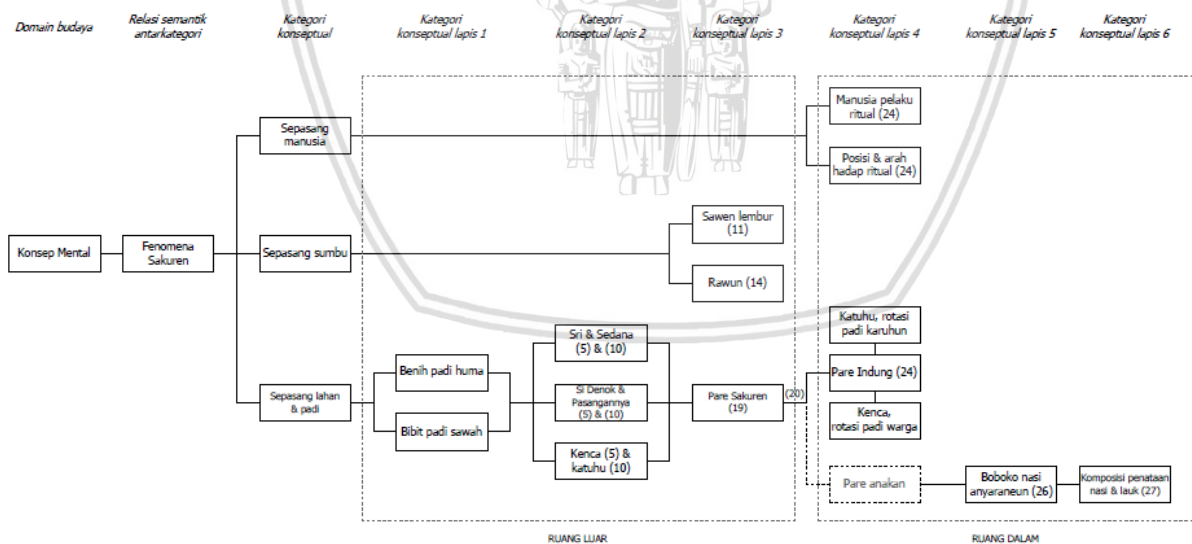 Domain budaya
Relasi semantik
antarkategori
Kategori
konseptual
Kategori
konseptual lapis 1
Kategori
konseptual lapis 2
Kategori
konseptual lapis 3
Kategori
konseptual lapis 4
Kategori
konseptual lapis 5
Kategori
konseptual lapis 6
Konsep Mental
Fenomena
Sakuren
Sepasang
manusia
Manusia pelaku
ritual (24)
Posisi & arah
hadap ritual (24)
Sepasang sumbu
Sawen lembur
(11)
Rawun (14)
Sepasang lahan
& padi
Benih padi huma
Bibit padi sawah
Sri & Sedana
(5) & (10)
Si Denok &
Pasangannya
(5) & (10)
Kenca (5) &
katuhu (10)
Pare Sakuren
(19)
(20)
Katuhu, rotasi
padi karuhun
Pare Indung (24)
Kenca,
rotasi padi warga
Pare anakan
Boboko nasi
anyaraneun (26)
Komposisi penataan
nasi & lauk (27)
RUANG LUAR
RUANG DALAM